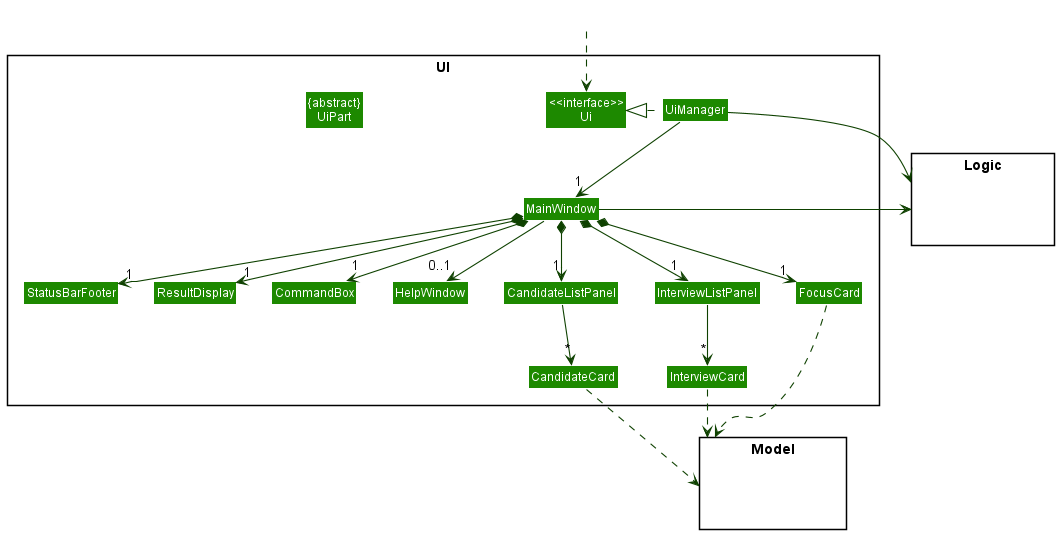 UI
{abstract}
UiPart
<<interface>>
Ui
UiManager
Logic
1
MainWindow
1
1
1
0..1
1
1
1
StatusBarFooter
ResultDisplay
CommandBox
HelpWindow
CandidateListPanel
InterviewListPanel
FocusCard
*
*
CandidateCard
InterviewCard
Model